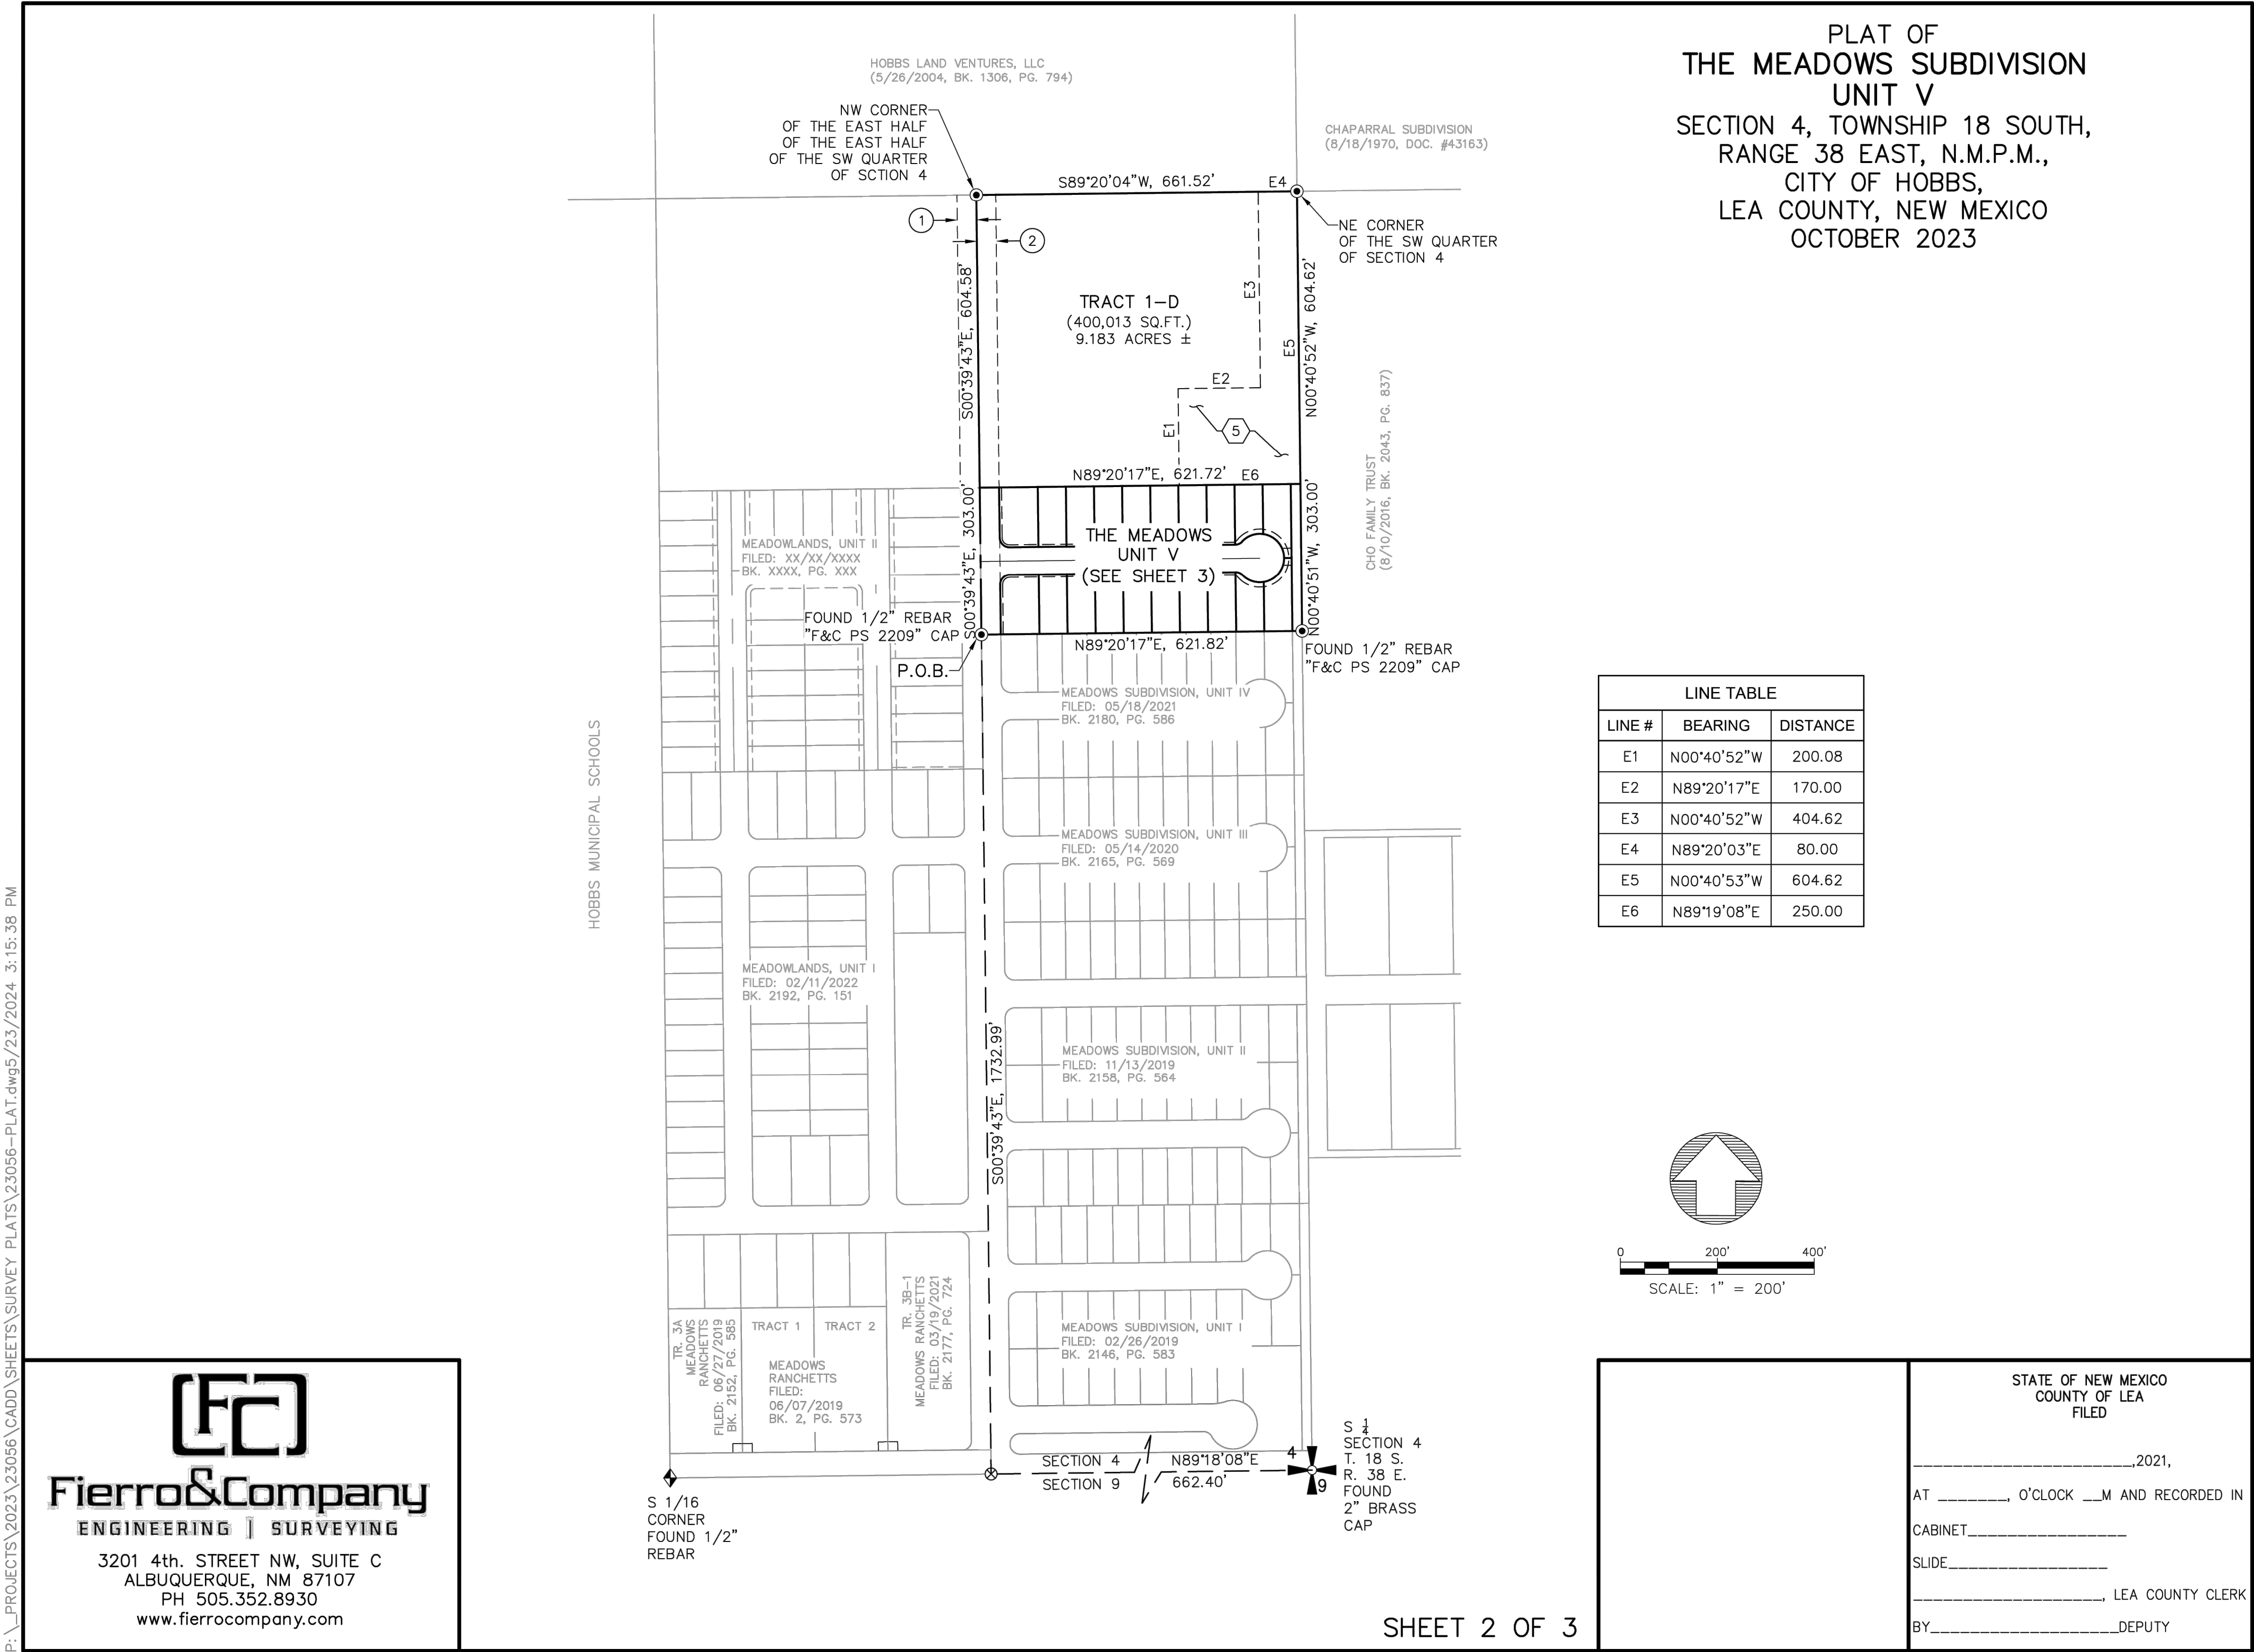 PLAT OF
THE MEADOWS SUBDIVISION
UNIT V
SECTION 4, TOWNSHIP 18 SOUTH,
RANGE 38 EAST, N.M.P.M.,
CITY OF HOBBS,
LEA COUNTY, NEW MEXICO
OCTOBER 2023
HOBBS LAND VENTURES, LLC
(5/26/2004, BK. 1306, PG. 794)
NW CORNER
OF THE EAST HALF
OF THE EAST HALF
OF THE SW QUARTER
OF SCTION 4
CHAPARRAL SUBDIVISION
(8/18/1970, DOC. #43163)
S89°20'04"W, 661.52'
E4
1
2
NE CORNER
OF THE SW QUARTER
OF SECTION 4
S00°39'43"E, 604.58'
TRACT 1-D
(400,013 SQ.FT.)
9.183 ACRES ±
E3
E5
N00°40'52"W, 604.62'
E2
E1
5
CHO FAMILY TRUST
(8/10/2016, BK. 2043, PG. 837)
N89°20'17"E, 621.72'
E6
S00°39'43"E, 303.00'
N00°40'51"W, 303.00'
THE MEADOWS
UNIT V
(SEE SHEET 3)
MEADOWLANDS, UNIT II
FILED: XX/XX/XXXX
BK. XXXX, PG. XXX
FOUND 1/2" REBAR
"F&C PS 2209" CAP
P.O.B.
N89°20'17"E, 621.82'
FOUND 1/2" REBAR
"F&C PS 2209" CAP
MEADOWS SUBDIVISION, UNIT IV
FILED: 05/18/2021
BK. 2180, PG. 586
HOBBS MUNICIPAL SCHOOLS
MEADOWS SUBDIVISION, UNIT III
FILED: 05/14/2020
BK. 2165, PG. 569
MEADOWLANDS, UNIT I
FILED: 02/11/2022
BK. 2192, PG. 151
S00°39'43"E, 1732.99'
MEADOWS SUBDIVISION, UNIT II
FILED: 11/13/2019
BK. 2158, PG. 564
TR. 3A
MEADOWS
RANCHETTS
FILED: 06/27/2019
BK. 2152, PG. 585
TRACT 1
TRACT 2
MEADOWS
RANCHETTS
FILED:
06/07/2019
BK. 2, PG. 573
TR. 3B-1
MEADOWS RANCHETTS
FILED: 03/19/2021
BK. 2177, PG. 724
MEADOWS SUBDIVISION, UNIT I
FILED: 02/26/2019
BK. 2146, PG. 583
SECTION 4
SECTION 9
N89°18'08"E
662.40'
4
9
S 1/4
SECTION 4
T. 18 S.
R. 38 E.
FOUND
2" BRASS
CAP
S 1/16
CORNER
FOUND 1/2"
REBAR
LINE TABLE
LINE # BEARING DISTANCE
E1 N00°40'52"W 200.08
E2 N89°20'17"E 170.00
E3 N00°40'52"W 404.62
E4 N89°20'03"E 80.00
E5 N00°40'53"W 604.62
E6 N89°19'08"E 250.00
0 200' 400'
SCALE: 1" = 200'
P:\_PROJECTS\2023\23056\CADD\SHEETS\SURVEY PLATS\23056-PLAT.dwg5/23/2024 3:15:38 PM
FC
Fierro&Company
ENGINEERING | SURVEYING
3201 4th. STREET NW, SUITE C
ALBUQUERQUE, NM 87107
PH 505.352.8930
www.fierrocompany.com
SHEET 2 OF 3
STATE OF NEW MEXICO
COUNTY OF LEA
FILED
______________________,2021,
AT _______, O'CLOCK __M AND RECORDED IN
CABINET________________
SLIDE________________
___________________, LEA COUNTY CLERK
BY___________________DEPUTY